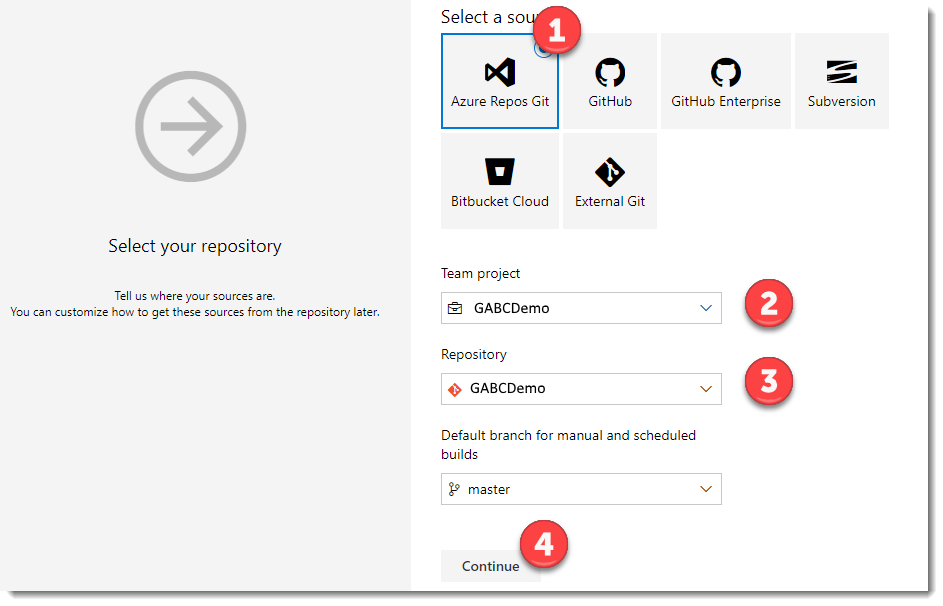 Select your repository
Tell us where your sources are.
You can customize how to get these sources from the repository later.
Select a sou
1
Azure Repos Git
GitHub
GitHub Enterprise
Subversion
Bitbucket Cloud
External Git
Team project
GABCDemo
2
Repository
GABCDemo
3
Default branch for manual and scheduled
builds
master
4
Continue